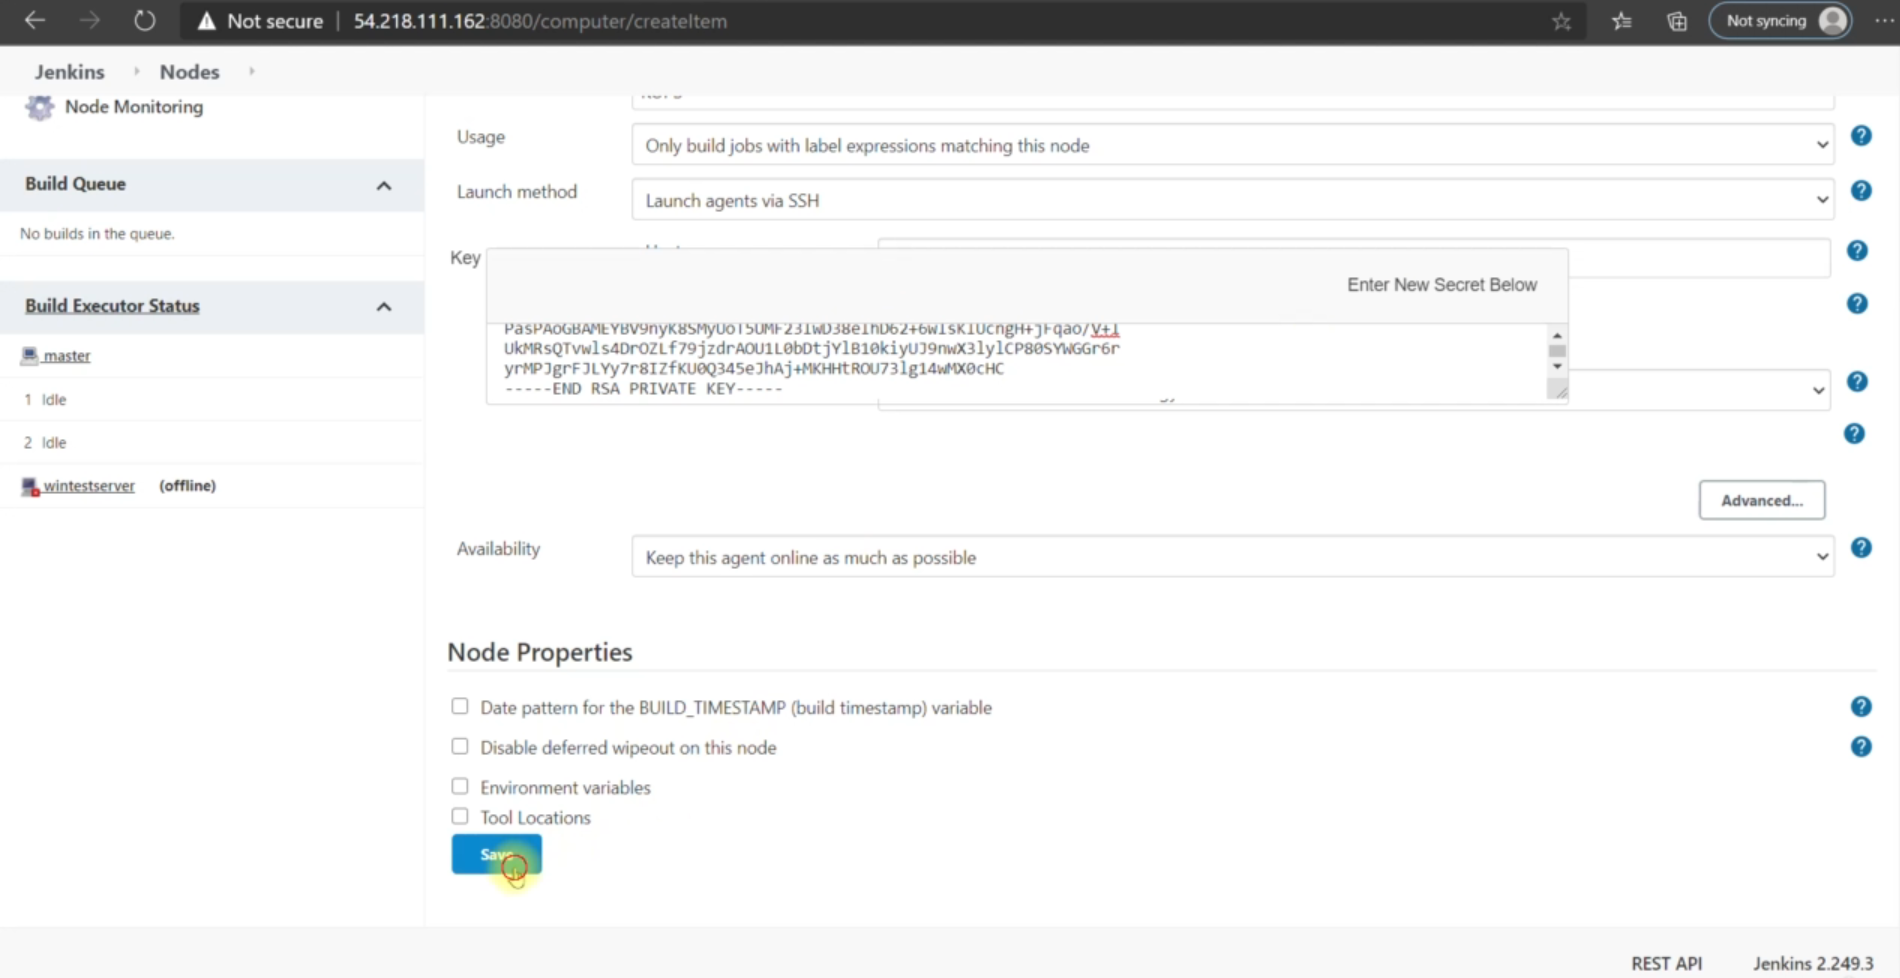 Not secure | 54.218.111.162:8080/computer/createItem
Not syncing
Jenkins
Nodes
Node Monitoring
Usage
Only build jobs with label expressions matching this node
Build Queue
Launch method
Launch agents via SSH
No builds in the queue.
Key
Enter New Secret Below
Build Executor Status
PasPAoGBAMEYBV9nyK8SMyUoT5UMF23IwD38eIhD62+6wIsKIUcngH+jFqao/V+I
UkMRsQTvwls4DrOZLf79jzdrAOU1L0bDtjYlB10kiyUJ9nwX3lylCP80SYWGGr6r
yrMPJgrFJLYy7r8IZfKU0Q345eJhAj+MKHHtROU73lg14wMX0cHC
-----END RSA PRIVATE KEY-----
master
1 Idle
2 Idle
wintestserver (offline)
Advanced...
Availability
Keep this agent online as much as possible
Node Properties
Date pattern for the BUILD_TIMESTAMP (build timestamp) variable
Disable deferred wipeout on this node
Environment variables
Tool Locations
Save
REST API
Jenkins 2.249.3